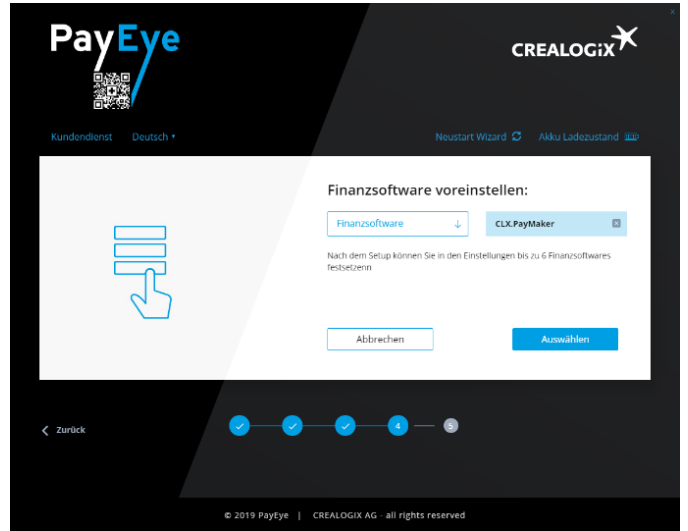 PayEye
CREALOGiX
Kundendienst Deutsch
Neustart Wizard Akku Ladezustand
Finanzsoftware voreinstellen:
Finanzsoftware ↓ CLX.PayMaker
Nach dem Setup können Sie in den Einstellungen bis zu 6 Finanzsoftwares
festsetzenn
Abbrechen Auswählen
Zurück
4 5
© 2019 PayEye | CREALOGIX AG - all rights reserved